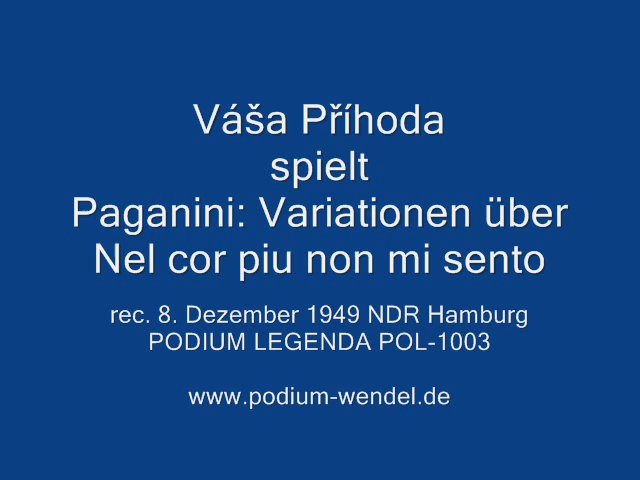 Váša Příhoda
spielt
Paganini: Variationen über
Nel cor piu non mi sento
rec. 8. Dezember 1949 NDR Hamburg
PODIUM LEGENDA POL-1003
www.podium-wendel.de